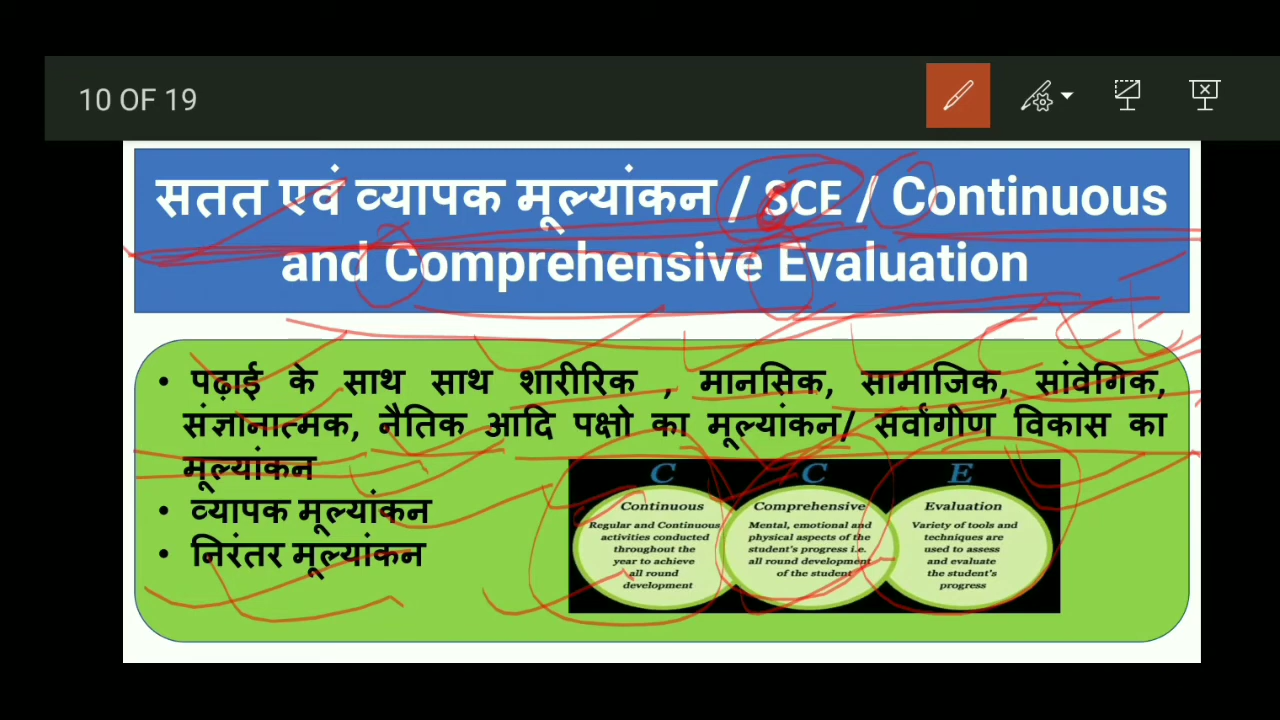 10 OF 19
सतत एवं व्यापक मूल्यांकन / SCE / Continuous
and Comprehensive Evaluation
• पढ़ाई के साथ साथ शारीरिक , मानसिक, सामाजिक, सांवेगिक,
संज्ञानात्मक, नैतिक आदि पक्षो का मूल्यांकन/ सर्वांगीण विकास का
मूल्यांकन
• व्यापक मूल्यांकन
• निरंतर मूल्यांकन
C
Continuous
Regular and Continuous
activities conducted
throughout the
year to achieve
all round
development
C
Comprehensive
Mental, emotional and
physical aspects of the
student's progress i.e.
all round development
of the student
E
Evaluation
Variety of tools and
techniques are
used to assess
and evaluate
the student's
progress